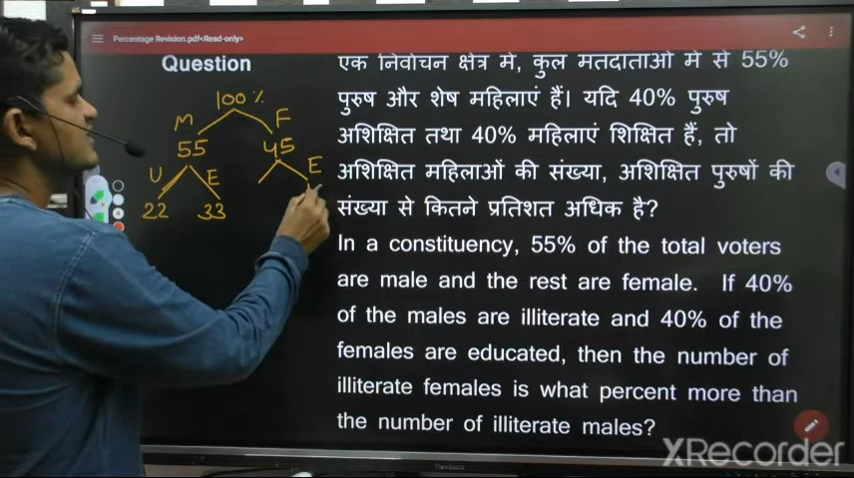 Percentage Revision.pdf<Read-only>
Question
100%
M F
55 45
U E E
22 33
एक निर्वाचन क्षेत्र में, कुल मतदाताओं में से 55%
पुरुष और शेष महिलाएं हैं। यदि 40% पुरुष
अशिक्षित तथा 40% महिलाएं शिक्षित हैं, तो
अशिक्षित महिलाओं की संख्या, अशिक्षित पुरुषों की
संख्या से कितने प्रतिशत अधिक है?
In a constituency, 55% of the total voters
are male and the rest are female. If 40%
of the males are illiterate and 40% of the
females are educated, then the number of
illiterate females is what percent more than
the number of illiterate males?
XRecorder
ViewSonic